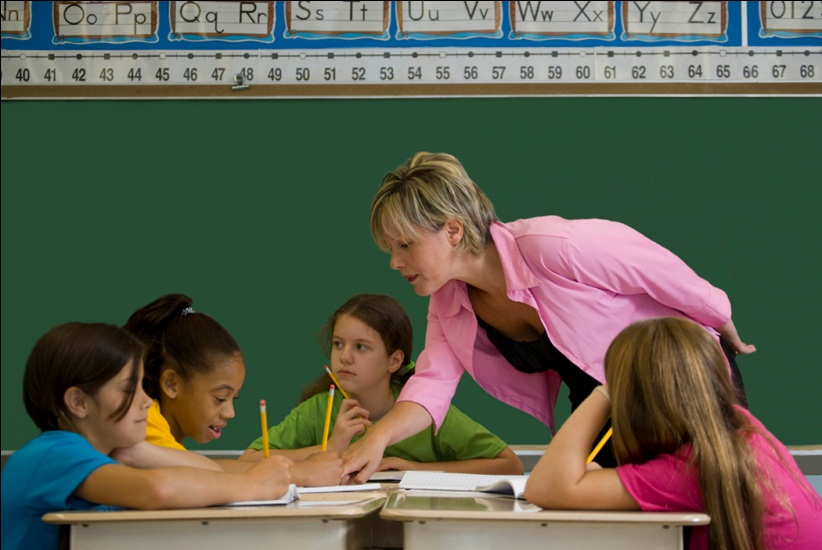 Nn Oo Pp Qq Rr Ss Tt Uu Vv Ww Xx Yy Zz 012
40 41 42 43 44 45 46 47 48 49 50 51 52 53 54 55 56 57 58 59 60 61 62 63 64 65 66 67 68